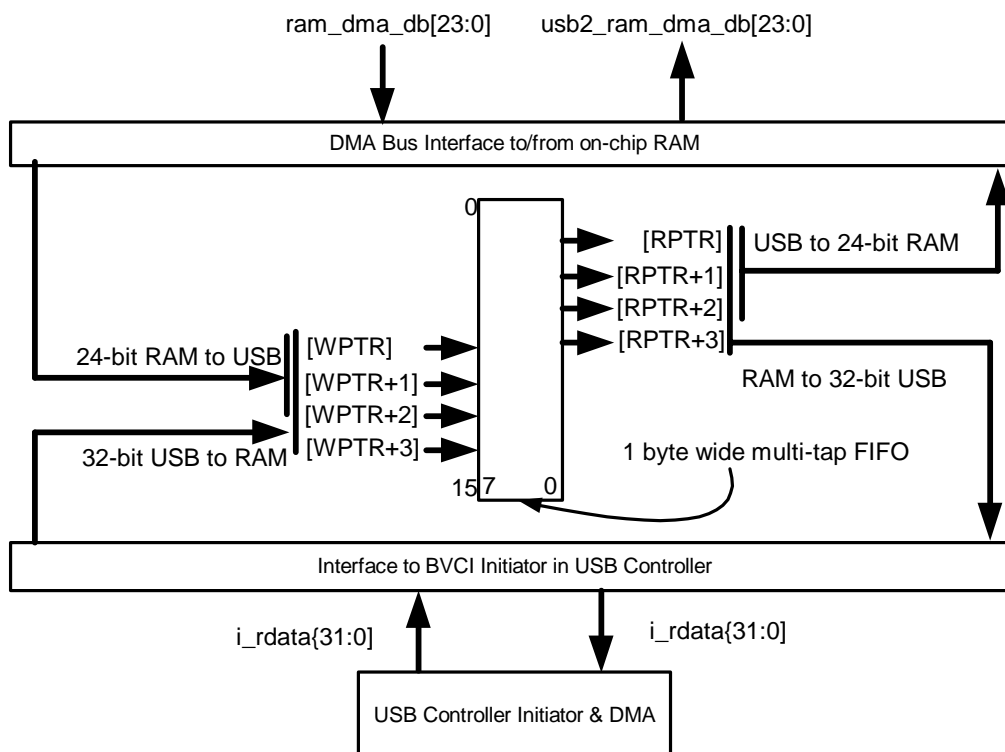 ram_dma_db[23:0]
usb2_ram_dma_db[23:0]
DMA Bus Interface to/from on-chip RAM
0
[RPTR]
USB to 24-bit RAM
[RPTR+1]
[RPTR+2]
[RPTR+3]
[WPTR]
24-bit RAM to USB
[WPTR+1]
RAM to 32-bit USB
[WPTR+2]
[WPTR+3]
32-bit USB to RAM
1 byte wide multi-tap FIFO
15 7 0
Interface to BVCI Initiator in USB Controller
i_rdata{31:0]
i_rdata{31:0]
USB Controller Initiator & DMA